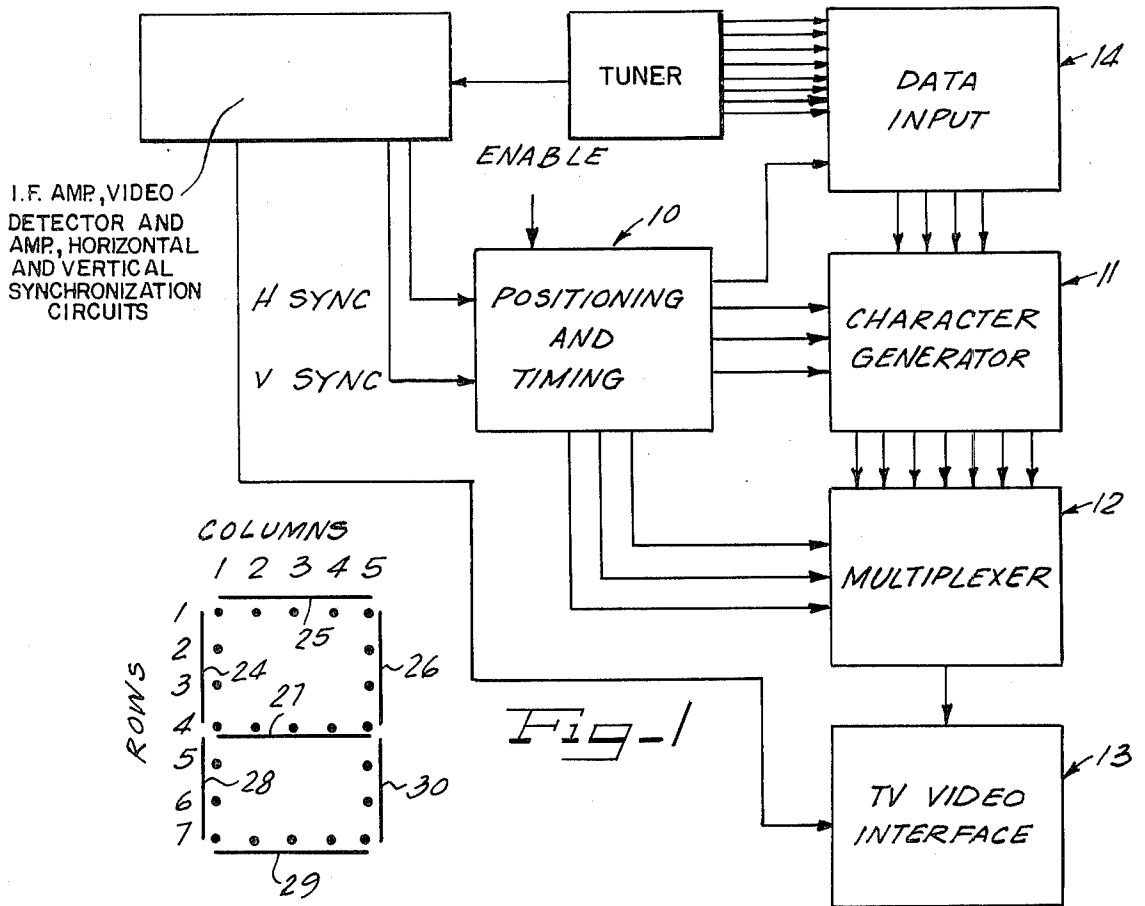 TUNER
14
DATA
INPUT
ENABLE
I.F. AMP., VIDEO
DETECTOR AND
AMP., HORIZONTAL
AND VERTICAL
SYNCHRONIZATION
CIRCUITS
10
H SYNC
V SYNC
POSITIONING
AND
TIMING
11
CHARACTER
GENERATOR
12
MULTIPLEXER
COLUMNS
1 2 3 4 5
ROWS
1
2
3
4
5
6
7
24
25
26
27
28
29
30
Fig-1
13
TV VIDEO
INTERFACE